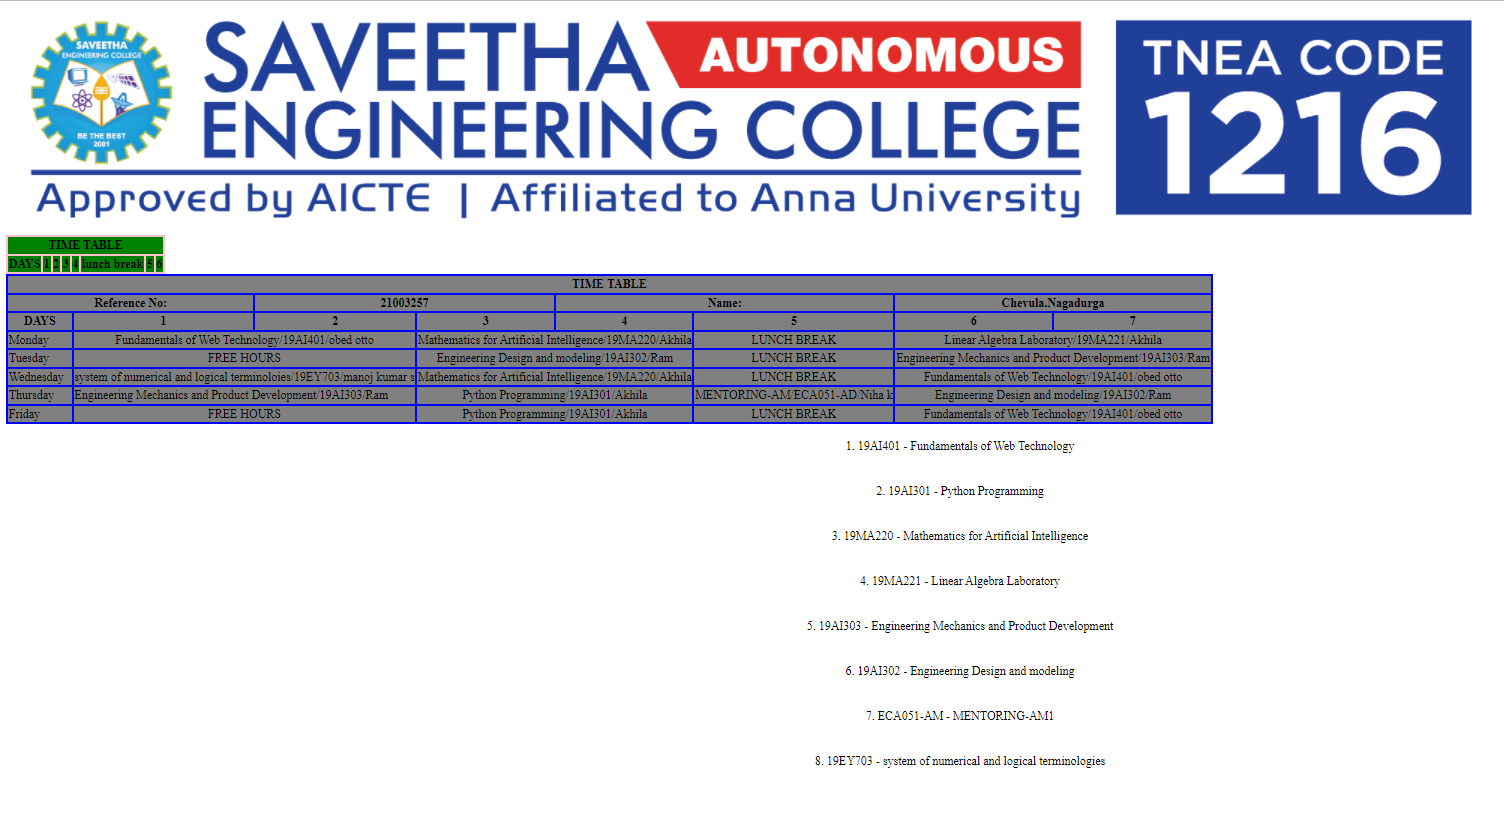 SAVEETHA
ENGINEERING COLLEGE
BE THE BEST
2001
SAVEETHA AUTONOMOUS
ENGINEERING COLLEGE
Approved by AICTE | Affiliated to Anna University
TNEA CODE
1216
TIME TABLE
DAYS 1 2 3 4 lunch break 5 6
TIME TABLE
Reference No: 21003257 Name: Chevula.Nagadurga
DAYS 1 2 3 4 5 6 7
Monday Fundamentals of Web Technology/19AI401/obed otto Mathematics for Artificial Intelligence/19MA220/Akhila LUNCH BREAK Linear Algebra Laboratory/19MA221/Akhila
Tuesday FREE HOURS Engineering Design and modeling/19AI302/Ram LUNCH BREAK Engineering Mechanics and Product Development/19AI303/Ram
Wednesday system of numerical and logical terminoloies/19EY703/manoj kumar s Mathematics for Artificial Intelligence/19MA220/Akhila LUNCH BREAK Fundamentals of Web Technology/19AI401/obed otto
Thursday Engineering Mechanics and Product Development/19AI303/Ram Python Programming/19AI301/Akhila MENTORING-AM/ECA051-AD/Niha k Engineering Design and modeling/19AI302/Ram
Friday FREE HOURS Python Programming/19AI301/Akhila LUNCH BREAK Fundamentals of Web Technology/19AI401/obed otto
1. 19AI401 - Fundamentals of Web Technology
2. 19AI301 - Python Programming
3. 19MA220 - Mathematics for Artificial Intelligence
4. 19MA221 - Linear Algebra Laboratory
5. 19AI303 - Engineering Mechanics and Product Development
6. 19AI302 - Engineering Design and modeling
7. ECA051-AM - MENTORING-AM1
8. 19EY703 - system of numerical and logical terminologies